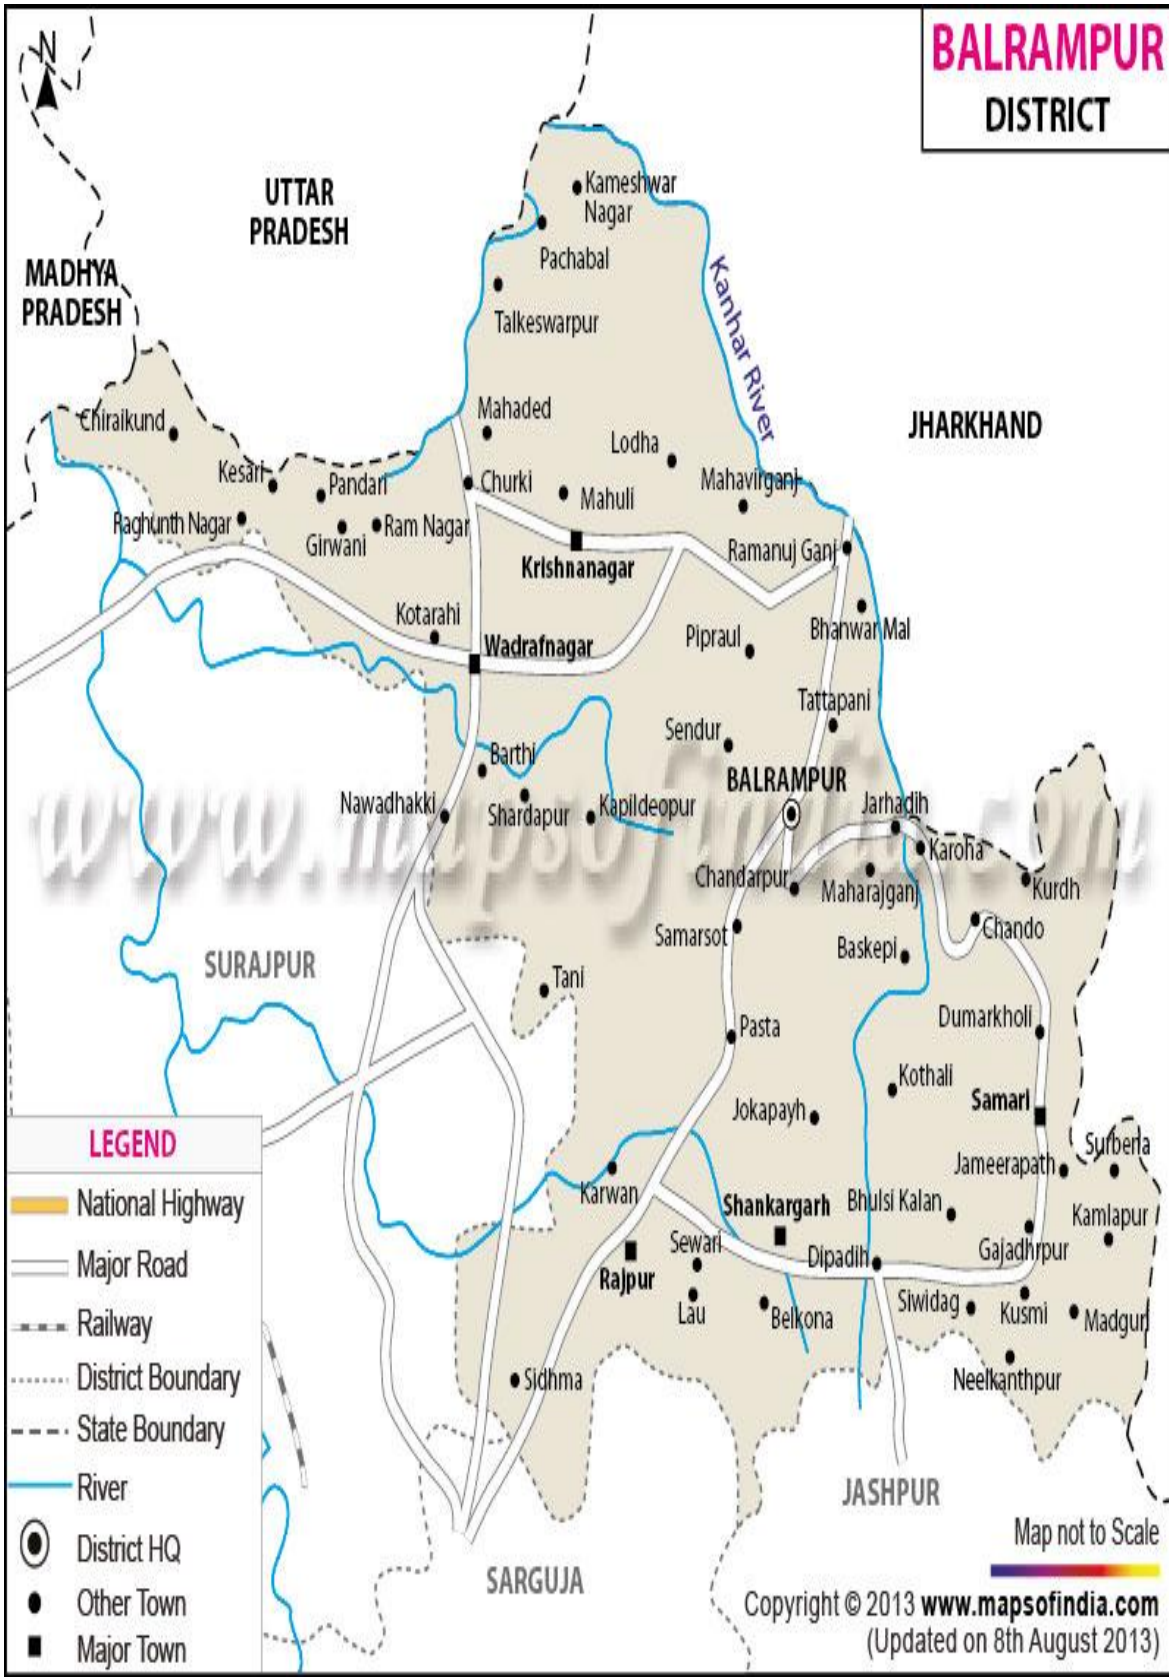 BALRAMPUR
DISTRICT
N
UTTAR
PRADESH
MADHYA
PRADESH
JHARKHAND
Kanhar River
Kameshwar
Nagar
Pachabal
Talkeswarpur
Mahaded
Chiraikund
Lodha
Kesari
Pandari
Churki
Mahuli
Mahavirganj
Raghunth Nagar
Girwani
Ram Nagar
Krishnanagar
Ramanuj Ganj
Kotarahi
Wadrafnagar
Pipraul
Bhanwar Mal
Tattapani
Sendur
Barthi
BALRAMPUR
Nawadhakki
Shardapur
Kapildeopur
Jarhadih
Karoha
www.mapsofindia.com
Chandarpur
Maharajganj
Kurdh
Samarsot
Chando
Baskepi
SURAJPUR
Tani
Pasta
Dumarkholi
Kothali
Jokapayh
Samari
Surbena
Jameerapath
Karwan
Shankargarh
Bhulsi Kalan
Kamlapur
Sewari
Dipadih
Gajadhrpur
Rajpur
Lau
Belkona
Siwidag
Kusmi
Madguri
Sidhma
Neelkanthpur
JASHPUR
SARGUJA
LEGEND
National Highway
Major Road
Railway
District Boundary
State Boundary
River
District HQ
Other Town
Major Town
Map not to Scale
Copyright © 2013 www.mapsofindia.com
(Updated on 8th August 2013)